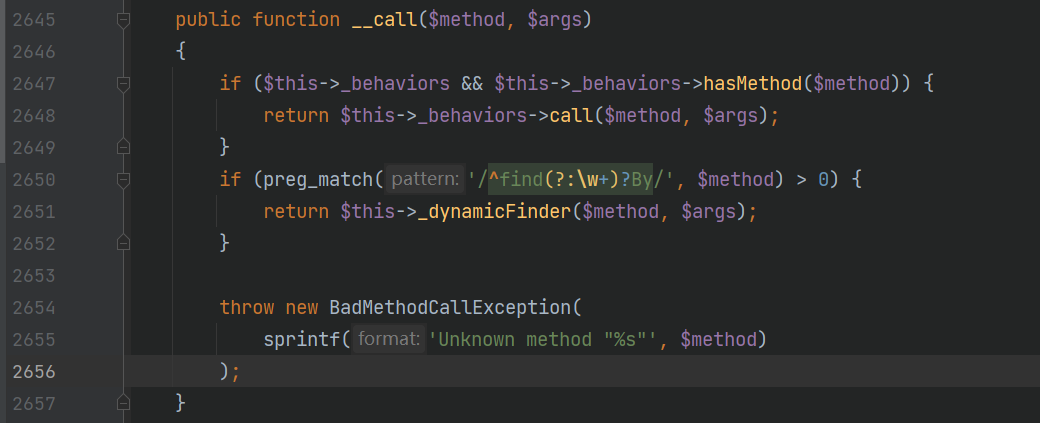 2645 public function __call($method, $args)
2646 {
2647 if ($this->_behaviors && $this->_behaviors->hasMethod($method)) {
2648 return $this->_behaviors->call($method, $args);
2649 }
2650 if (preg_match( pattern: '/^find(?:\w+)?By/', $method) > 0) {
2651 return $this->_dynamicFinder($method, $args);
2652 }
2653
2654 throw new BadMethodCallException(
2655 sprintf( format: 'Unknown method "%s"', $method)
2656 );
2657 }